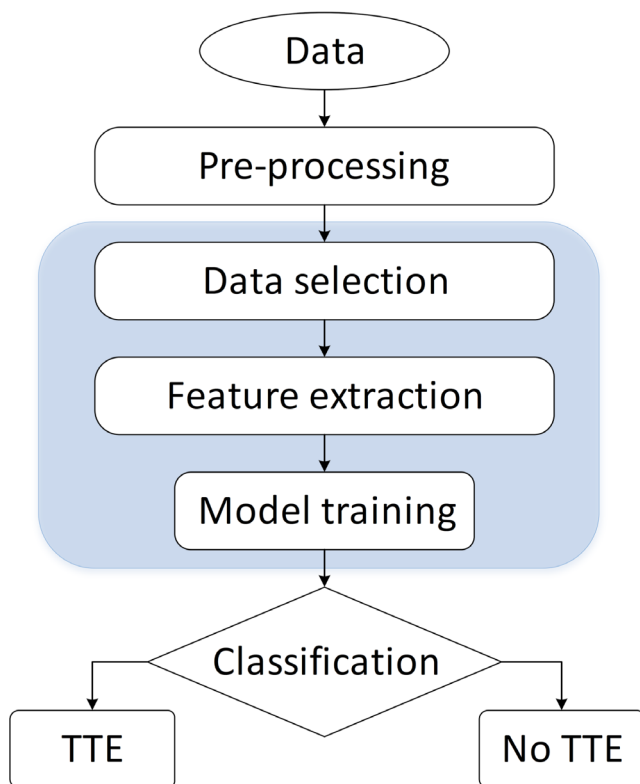 Data
Pre-processing
Data selection
Feature extraction
Model training
Classification
TTE
No TTE